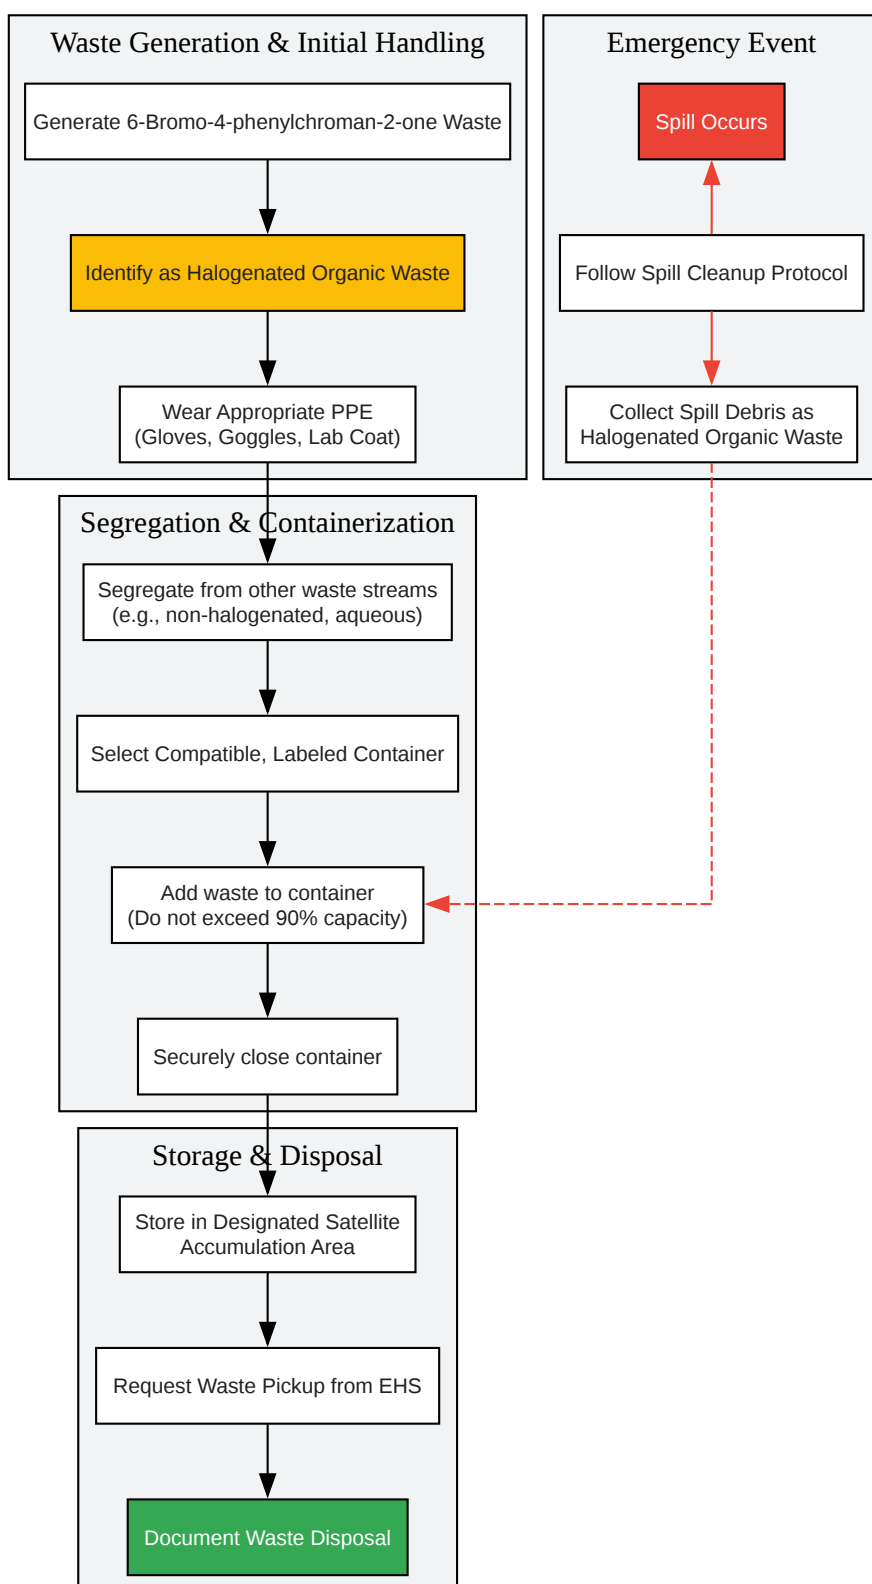 Waste Generation & Initial Handling
Generate 6-Bromo-4-phenylchroman-2-one Waste
Identify as Halogenated Organic Waste
Wear Appropriate PPE
(Gloves, Goggles, Lab Coat)
Emergency Event
Spill Occurs
Follow Spill Cleanup Protocol
Collect Spill Debris as
Halogenated Organic Waste
Segregation & Containerization
Segregate from other waste streams
(e.g., non-halogenated, aqueous)
Select Compatible, Labeled Container
Add waste to container
(Do not exceed 90% capacity)
Securely close container
Storage & Disposal
Store in Designated Satellite
Accumulation Area
Request Waste Pickup from EHS
Document Waste Disposal